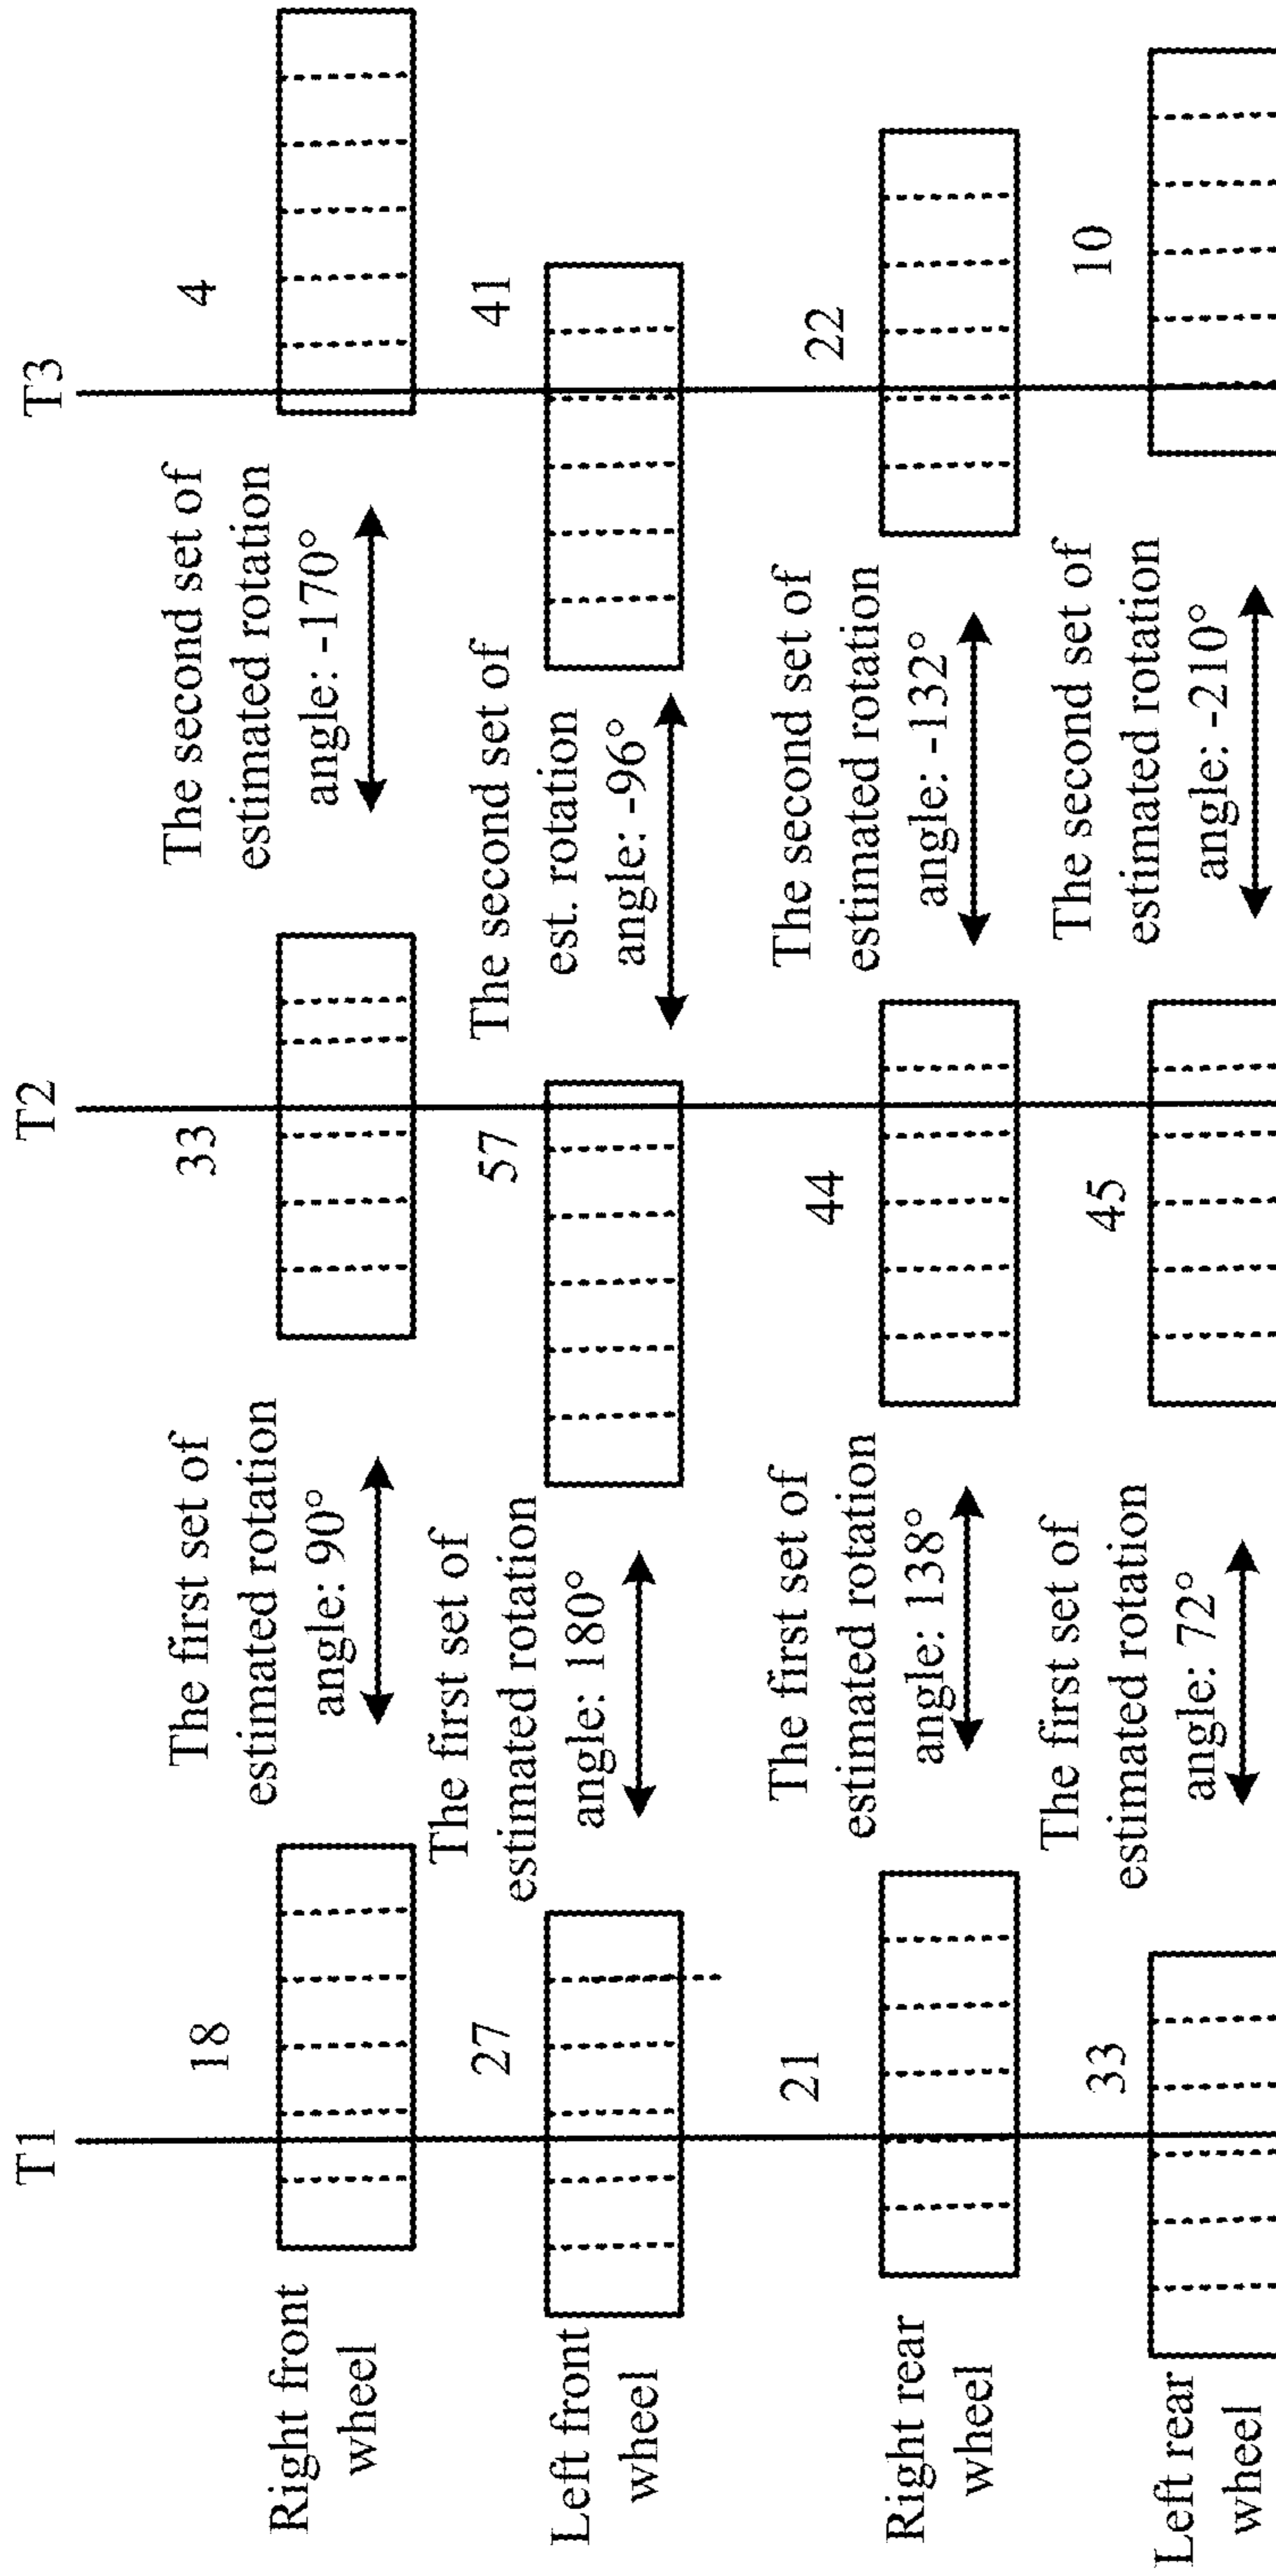 T1
T2
T3
18
33
4
The first set of
estimated rotation
angle: 90°
The second set of
estimated rotation
angle: -170°
Right front
wheel
27
57
41
The first set of
estimated rotation
angle: 180°
The second set of
est. rotation
angle: -96°
Left front
wheel
21
44
22
The first set of
estimated rotation
angle: 138°
The second set of
estimated rotation
angle: -132°
Right rear
wheel
33
45
10
The first set of
estimated rotation
angle: 72°
The second set of
estimated rotation
angle: -210°
Left rear
wheel